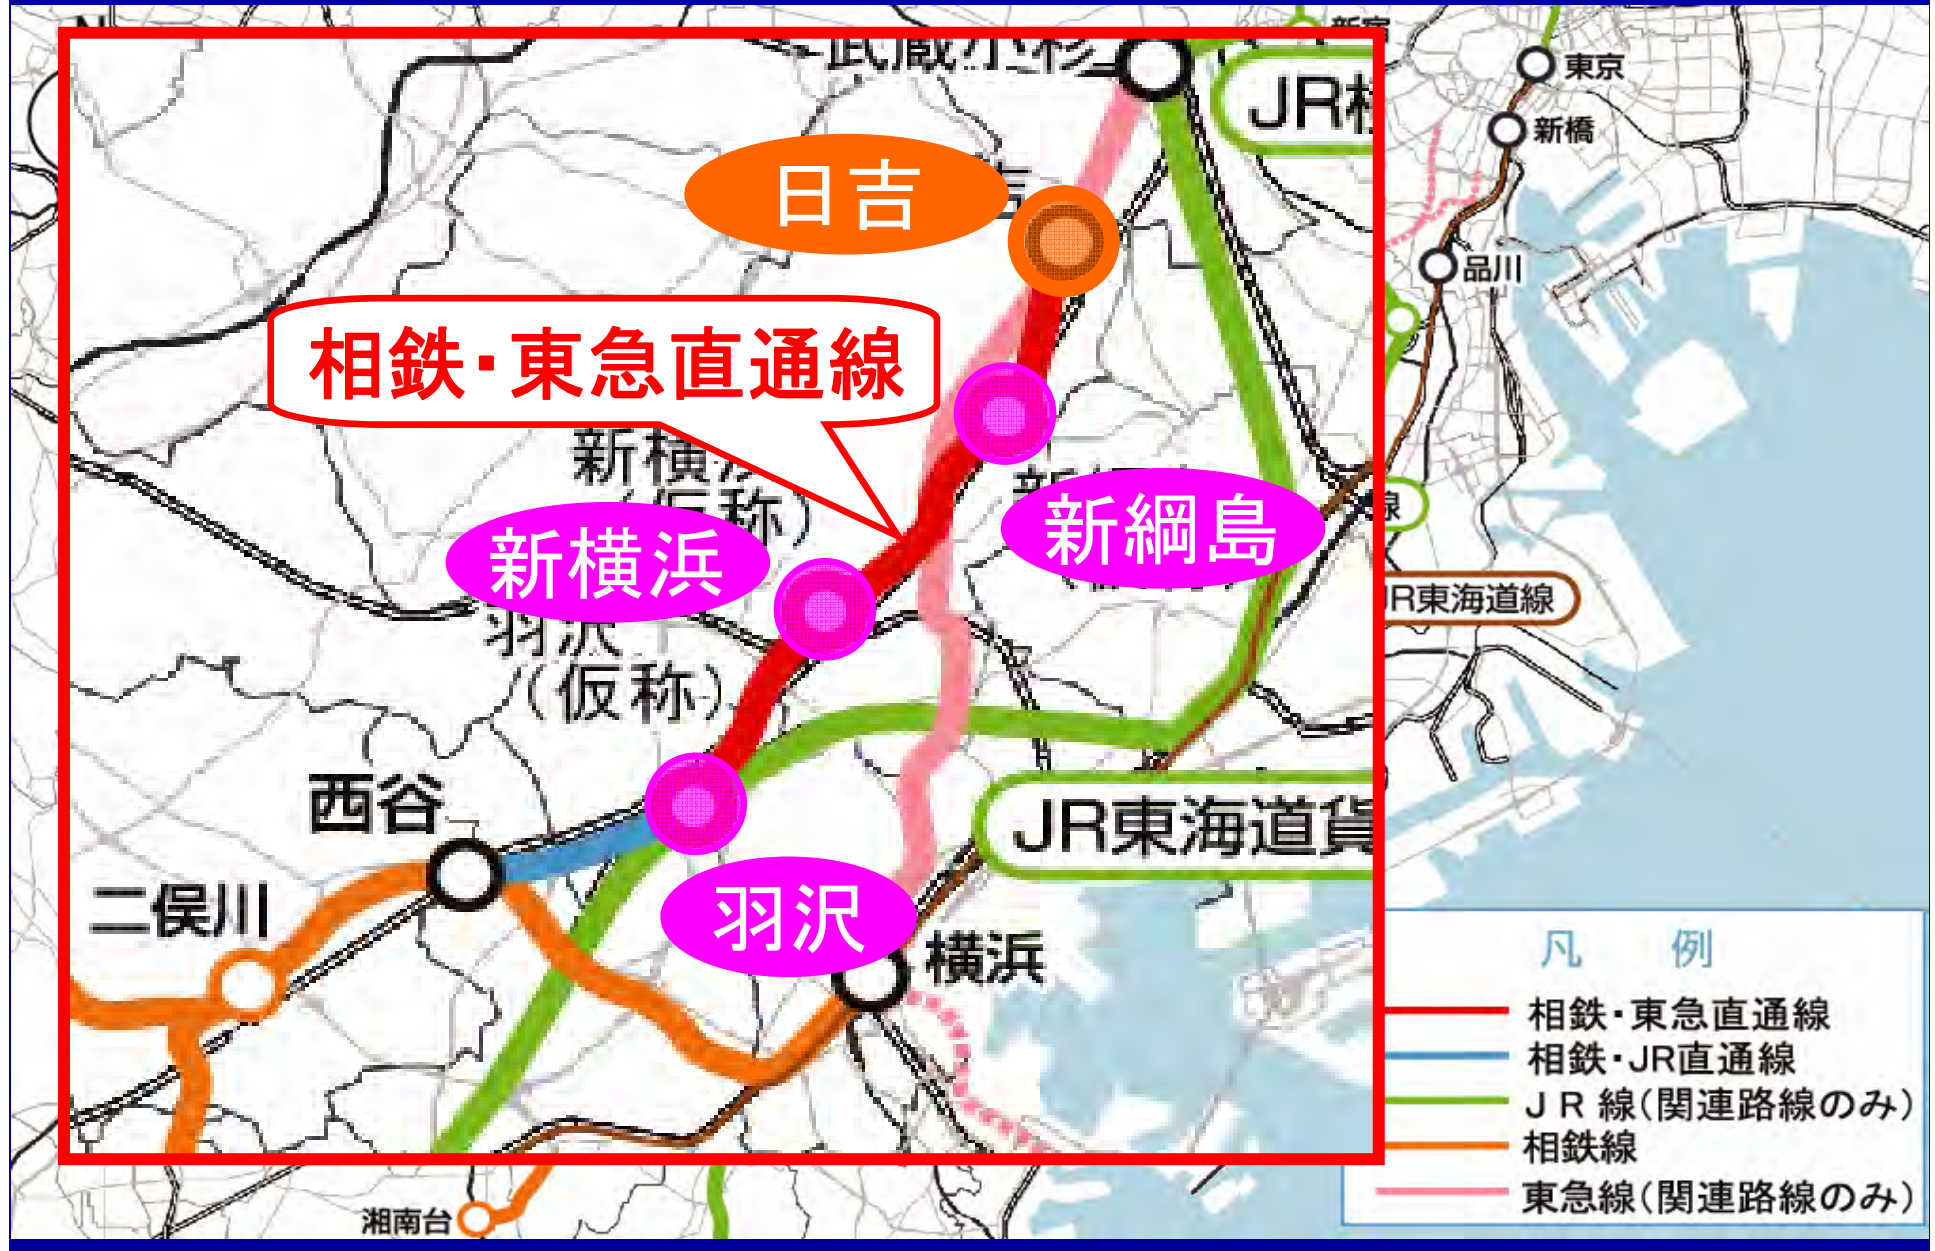 N
新宿
武蔵小杉
東京
JR
新橋
日吉
品川
相鉄・東急直通線
新横浜
（仮称）
新綱島
線
新横浜
JR東海道線
羽沢
（仮称）
西谷
JR東海道貨
二俣川
羽沢
横浜
凡 例
相鉄・東急直通線
相鉄・JR直通線
ＪＲ線（関連路線のみ）
相鉄線
東急線（関連路線のみ）
湘南台